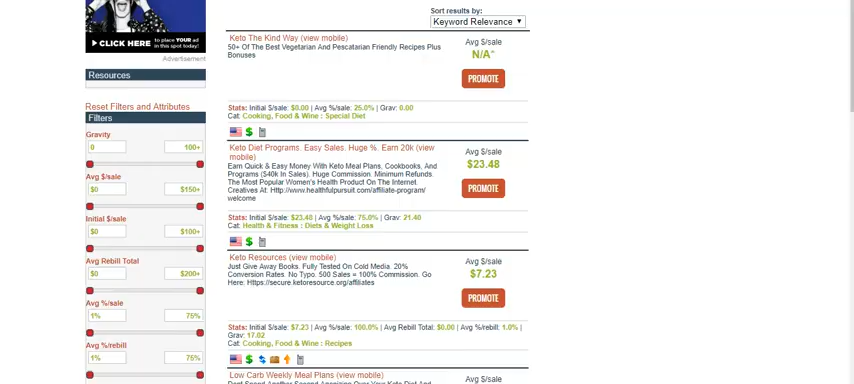 Sort results by:
Keyword Relevance
CLICK HERE to place YOUR ad in this spot today!
Advertisement
Resources
Reset Filters and Attributes
Filters
Gravity
0 100+
Avg $/sale
$0 $150+
Initial $/sale
$0 $100+
Avg Rebill Total
$0 $200+
Avg %/sale
1% 75%
Avg %/rebill
1% 75%
Keto The Kind Way (view mobile)
50+ Of The Best Vegetarian And Pescatarian Friendly Recipes Plus
Bonuses
Avg $/sale
N/A^
PROMOTE
Stats: Initial $/sale: $0.00 | Avg %/sale: 25.0% | Grav: 0.00
Cat: Cooking, Food & Wine : Special Diet
Keto Diet Programs. Easy Sales. Huge %. Earn 20k (view
mobile)
Earn Quick & Easy Money With Keto Meal Plans, Cookbooks, And
Programs ($40k In Sales). Huge Commission. Minimum Refunds.
The Most Popular Women's Health Product On The Internet.
Creatives At: Http://www.healthfulpursuit.com/affiliate-program/
welcome
Avg $/sale
$23.48
PROMOTE
Stats: Initial $/sale: $23.48 | Avg %/sale: 75.0% | Grav: 21.40
Cat: Health & Fitness : Diets & Weight Loss
Keto Resources (view mobile)
Just Give Away Books. Fully Tested On Cold Media. 20%
Conversion Rates. No Typo. 500 Sales = 100% Commission. Go
Here: Https://secure.ketoresource.org/affiliates
Avg $/sale
$7.23
PROMOTE
Stats: Initial $/sale: $7.23 | Avg %/sale: 100.0% | Avg Rebill Total: $0.00 | Avg %/rebill: 1.0% |
Grav: 17.02
Cat: Cooking, Food & Wine : Recipes
Low Carb Weekly Meal Plans (view mobile)
Avg $/sale